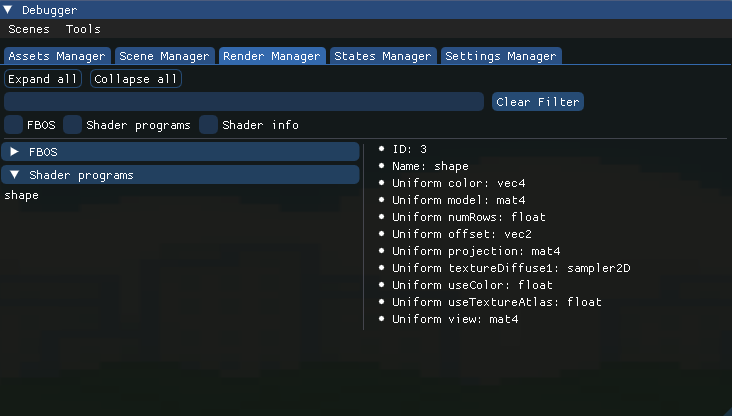 Debugger
Scenes Tools
Assets Manager Scene Manager Render Manager States Manager Settings Manager
Expand all Collapse all
Clear Filter
FBOS Shader programs Shader info
FBOS
Shader programs
shape
ID: 3
Name: shape
Uniform color: vec4
Uniform model: mat4
Uniform numRows: float
Uniform offset: vec2
Uniform projection: mat4
Uniform textureDiffuse1: sampler2D
Uniform useColor: float
Uniform useTextureAtlas: float
Uniform view: mat4